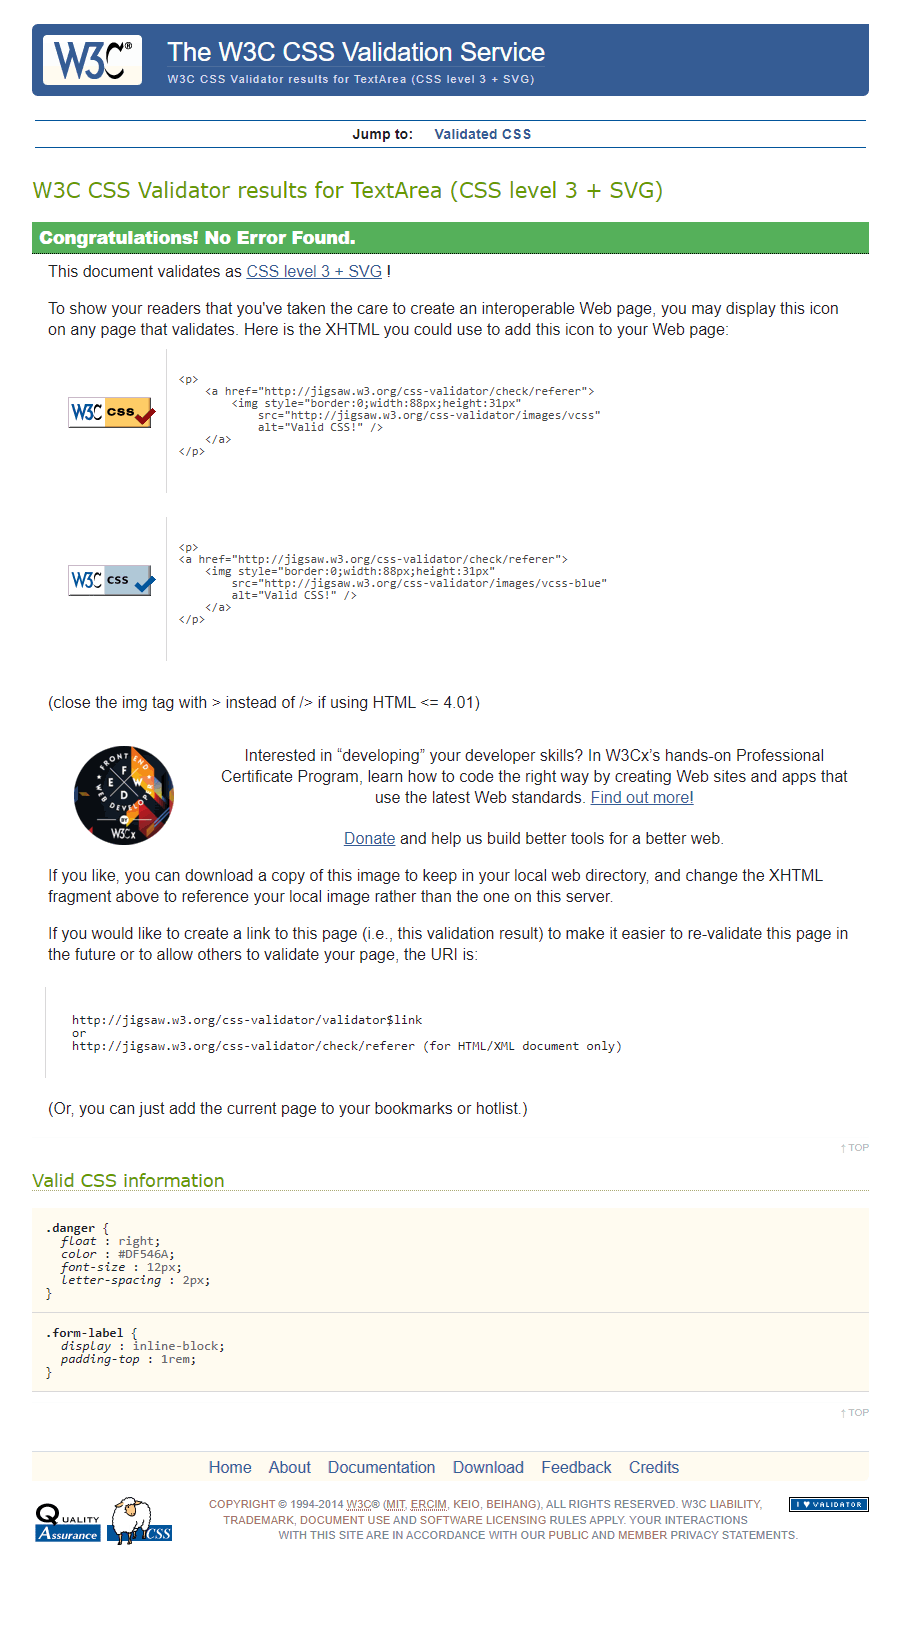 W3C®
The W3C CSS Validation Service
W3C CSS Validator results for TextArea (CSS level 3 + SVG)
Jump to: Validated CSS
W3C CSS Validator results for TextArea (CSS level 3 + SVG)
Congratulations! No Error Found.
This document validates as CSS level 3 + SVG !
To show your readers that you've taken the care to create an interoperable Web page, you may display this icon
on any page that validates. Here is the XHTML you could use to add this icon to your Web page:
W3C css
<p>
<a href="http://jigsaw.w3.org/css-validator/check/referer">
<img style="border:0;width:88px;height:31px"
src="http://jigsaw.w3.org/css-validator/images/vcss"
alt="Valid CSS!" />
</a>
</p>
W3C css
<p>
<a href="http://jigsaw.w3.org/css-validator/check/referer">
<img style="border:0;width:88px;height:31px"
src="http://jigsaw.w3.org/css-validator/images/vcss-blue"
alt="Valid CSS!" />
</a>
</p>
(close the img tag with > instead of /> if using HTML <= 4.01)
FRONT END
F
E W
D
WEB DEVELOPER
BY
W3Cx
Interested in “developing” your developer skills? In W3Cx’s hands-on Professional
Certificate Program, learn how to code the right way by creating Web sites and apps that
use the latest Web standards. Find out more!
Donate and help us build better tools for a better web.
If you like, you can download a copy of this image to keep in your local web directory, and change the XHTML
fragment above to reference your local image rather than the one on this server.
If you would like to create a link to this page (i.e., this validation result) to make it easier to re-validate this page in
the future or to allow others to validate your page, the URI is:
http://jigsaw.w3.org/css-validator/validator$link
or
http://jigsaw.w3.org/css-validator/check/referer (for HTML/XML document only)
(Or, you can just add the current page to your bookmarks or hotlist.)
↑ TOP
Valid CSS information
.danger {
float : right;
color : #DF546A;
font-size : 12px;
letter-spacing : 2px;
}
.form-label {
display : inline-block;
padding-top : 1rem;
}
↑ TOP
Home About Documentation Download Feedback Credits
QUALITY
Assurance
CSS
COPYRIGHT © 1994-2014 W3C® (MIT, ERCIM, KEIO, BEIHANG), ALL RIGHTS RESERVED. W3C LIABILITY,
TRADEMARK, DOCUMENT USE AND SOFTWARE LICENSING RULES APPLY. YOUR INTERACTIONS
WITH THIS SITE ARE IN ACCORDANCE WITH OUR PUBLIC AND MEMBER PRIVACY STATEMENTS.
I ♥ VALIDATOR